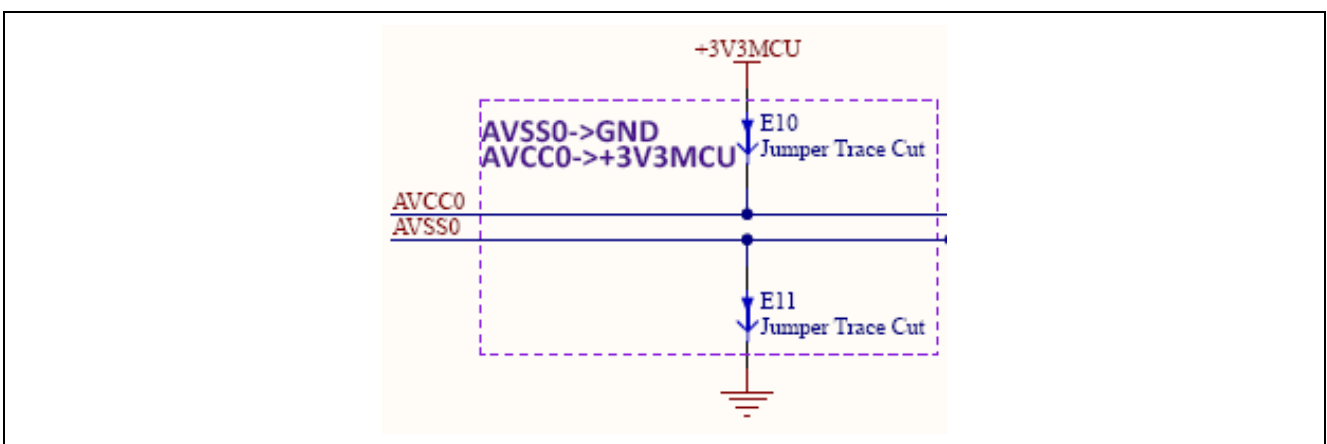 +3V3MCU
AVSS0->GND
AVCC0->+3V3MCU
E10
Jumper Trace Cut
AVCC0
AVSS0
E11
Jumper Trace Cut